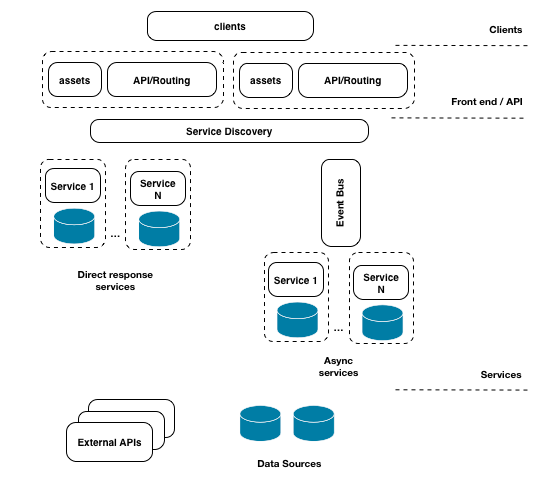 clients
Clients
assets
API/Routing
assets
API/Routing
Front end / API
Service Discovery
Service 1
Service
N
...
Event Bus
Direct response
services
Service 1
Service
N
...
Async
services
Services
External APIs
Data Sources